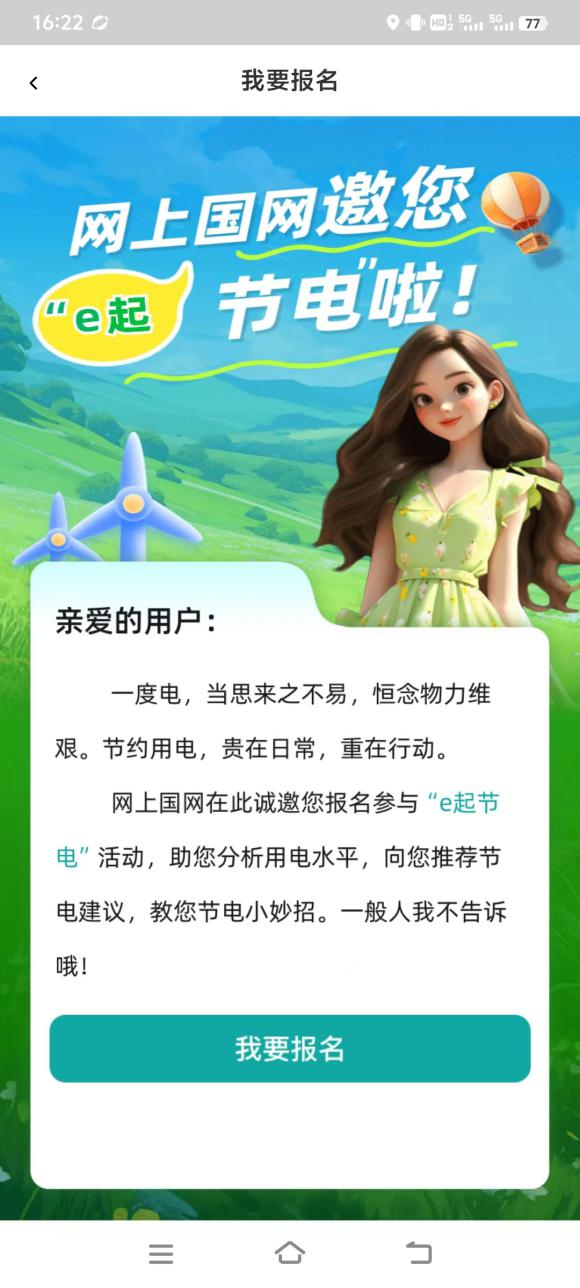 16:22
HD 1 2 5G 5G 77
我要报名
网上国网邀您
“e起
节电”啦！
亲爱的用户：
一度电，当思来之不易，恒念物力维
艰。节约用电，贵在日常，重在行动。
网上国网在此诚邀您报名参与“e起节
电”活动，助您分析用电水平，向您推荐节
电建议，教您节电小妙招。一般人我不告诉
哦！
我要报名